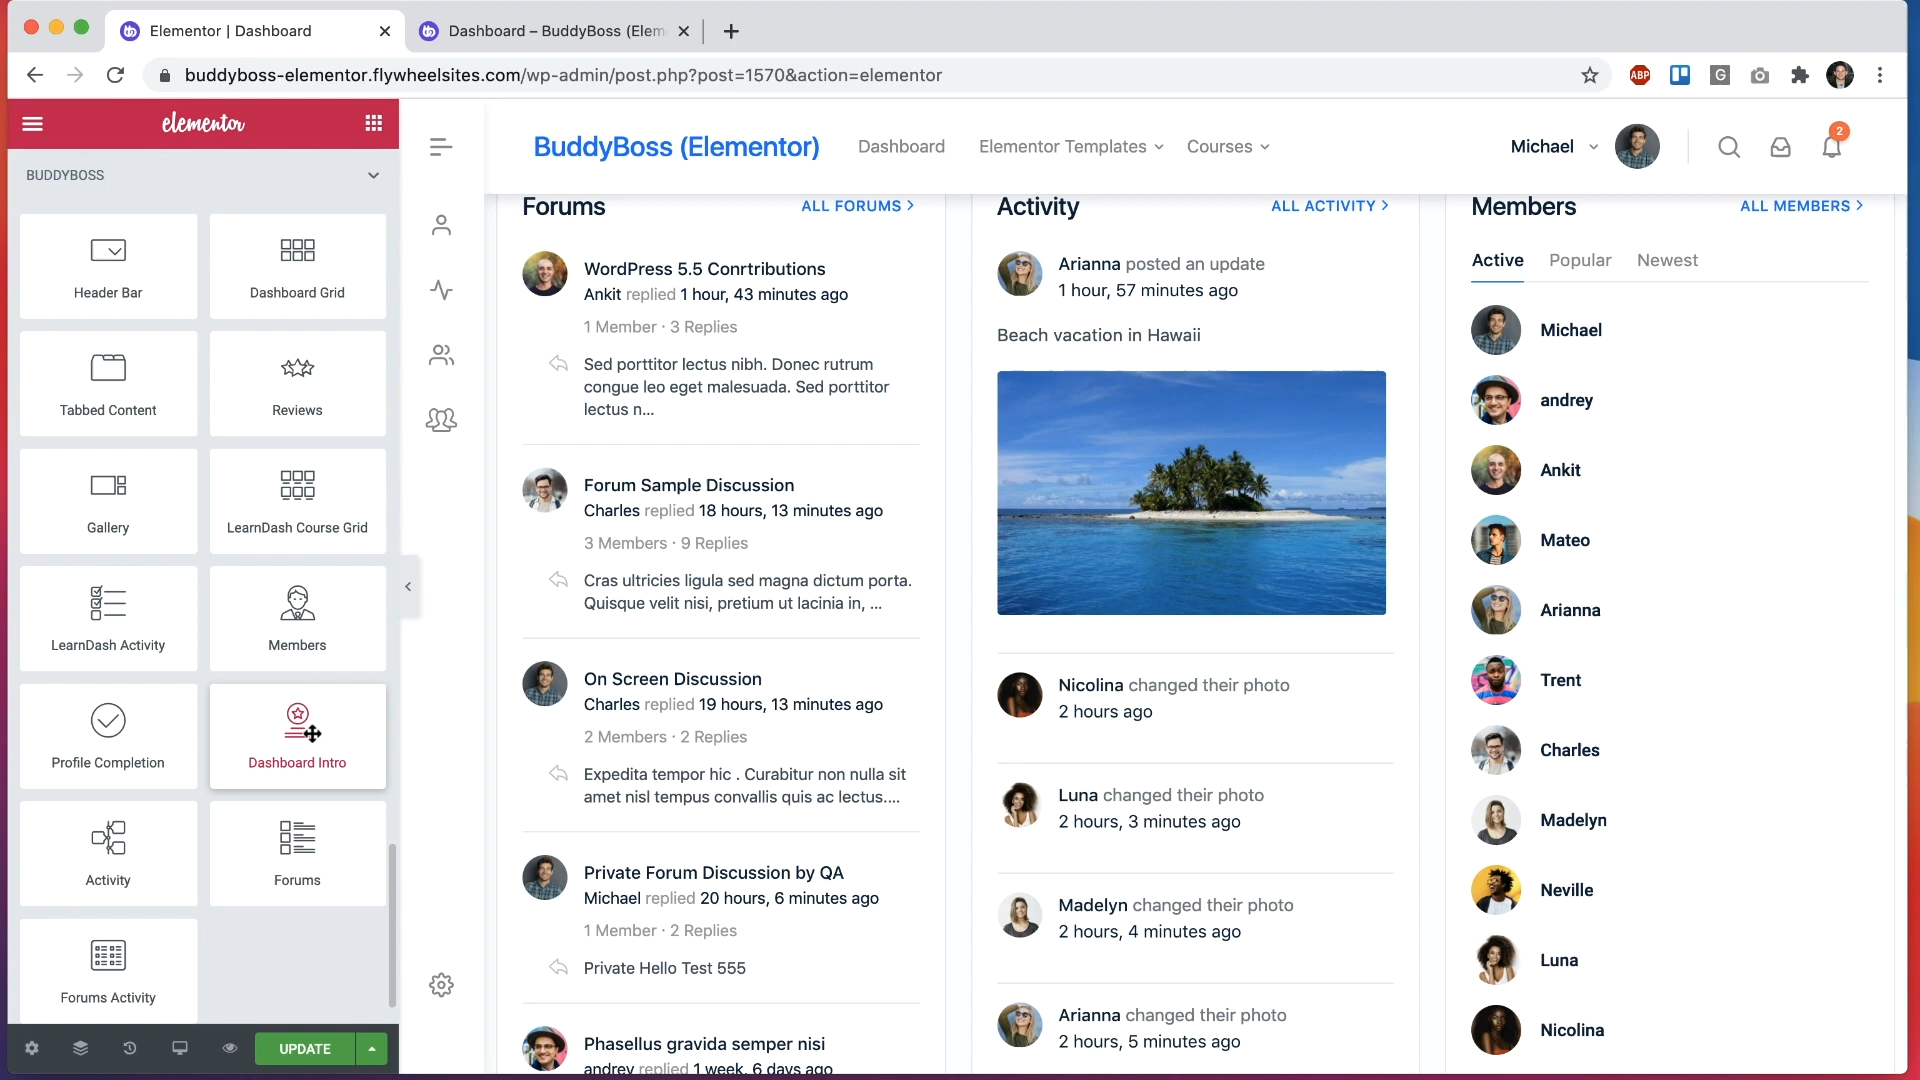 Elementor | Dashboard
Dashboard – BuddyBoss (Elem
buddyboss-elementor.flywheelsites.com/wp-admin/post.php?post=1570&action=elementor
ABP
G
elementor
BUDDYBOSS
Header Bar
Dashboard Grid
Tabbed Content
Reviews
Gallery
LearnDash Course Grid
LearnDash Activity
Members
Profile Completion
Dashboard Intro
Activity
Forums
Forums Activity
UPDATE
BuddyBoss (Elementor)
Dashboard
Elementor Templates
Courses
Michael
2
Forums
ALL FORUMS >
WordPress 5.5 Conrtributions
Ankit replied 1 hour, 43 minutes ago
1 Member · 3 Replies
Sed porttitor lectus nibh. Donec rutrum
congue leo eget malesuada. Sed porttitor
lectus n...
Forum Sample Discussion
Charles replied 18 hours, 13 minutes ago
3 Members · 9 Replies
Cras ultricies ligula sed magna dictum porta.
Quisque velit nisi, pretium ut lacinia in, ...
On Screen Discussion
Charles replied 19 hours, 13 minutes ago
2 Members · 2 Replies
Expedita tempor hic . Curabitur non nulla sit
amet nisl tempus convallis quis ac lectus....
Private Forum Discussion by QA
Michael replied 20 hours, 6 minutes ago
1 Member · 2 Replies
Private Hello Test 555
Phasellus gravida semper nisi
andrey replied 1 week, 6 days ago
Activity
ALL ACTIVITY >
Arianna posted an update
1 hour, 57 minutes ago
Beach vacation in Hawaii
Nicolina changed their photo
2 hours ago
Luna changed their photo
2 hours, 3 minutes ago
Madelyn changed their photo
2 hours, 4 minutes ago
Arianna changed their photo
2 hours, 5 minutes ago
Members
ALL MEMBERS >
Active
Popular
Newest
Michael
andrey
Ankit
Mateo
Arianna
Trent
Charles
Madelyn
Neville
Luna
Nicolina